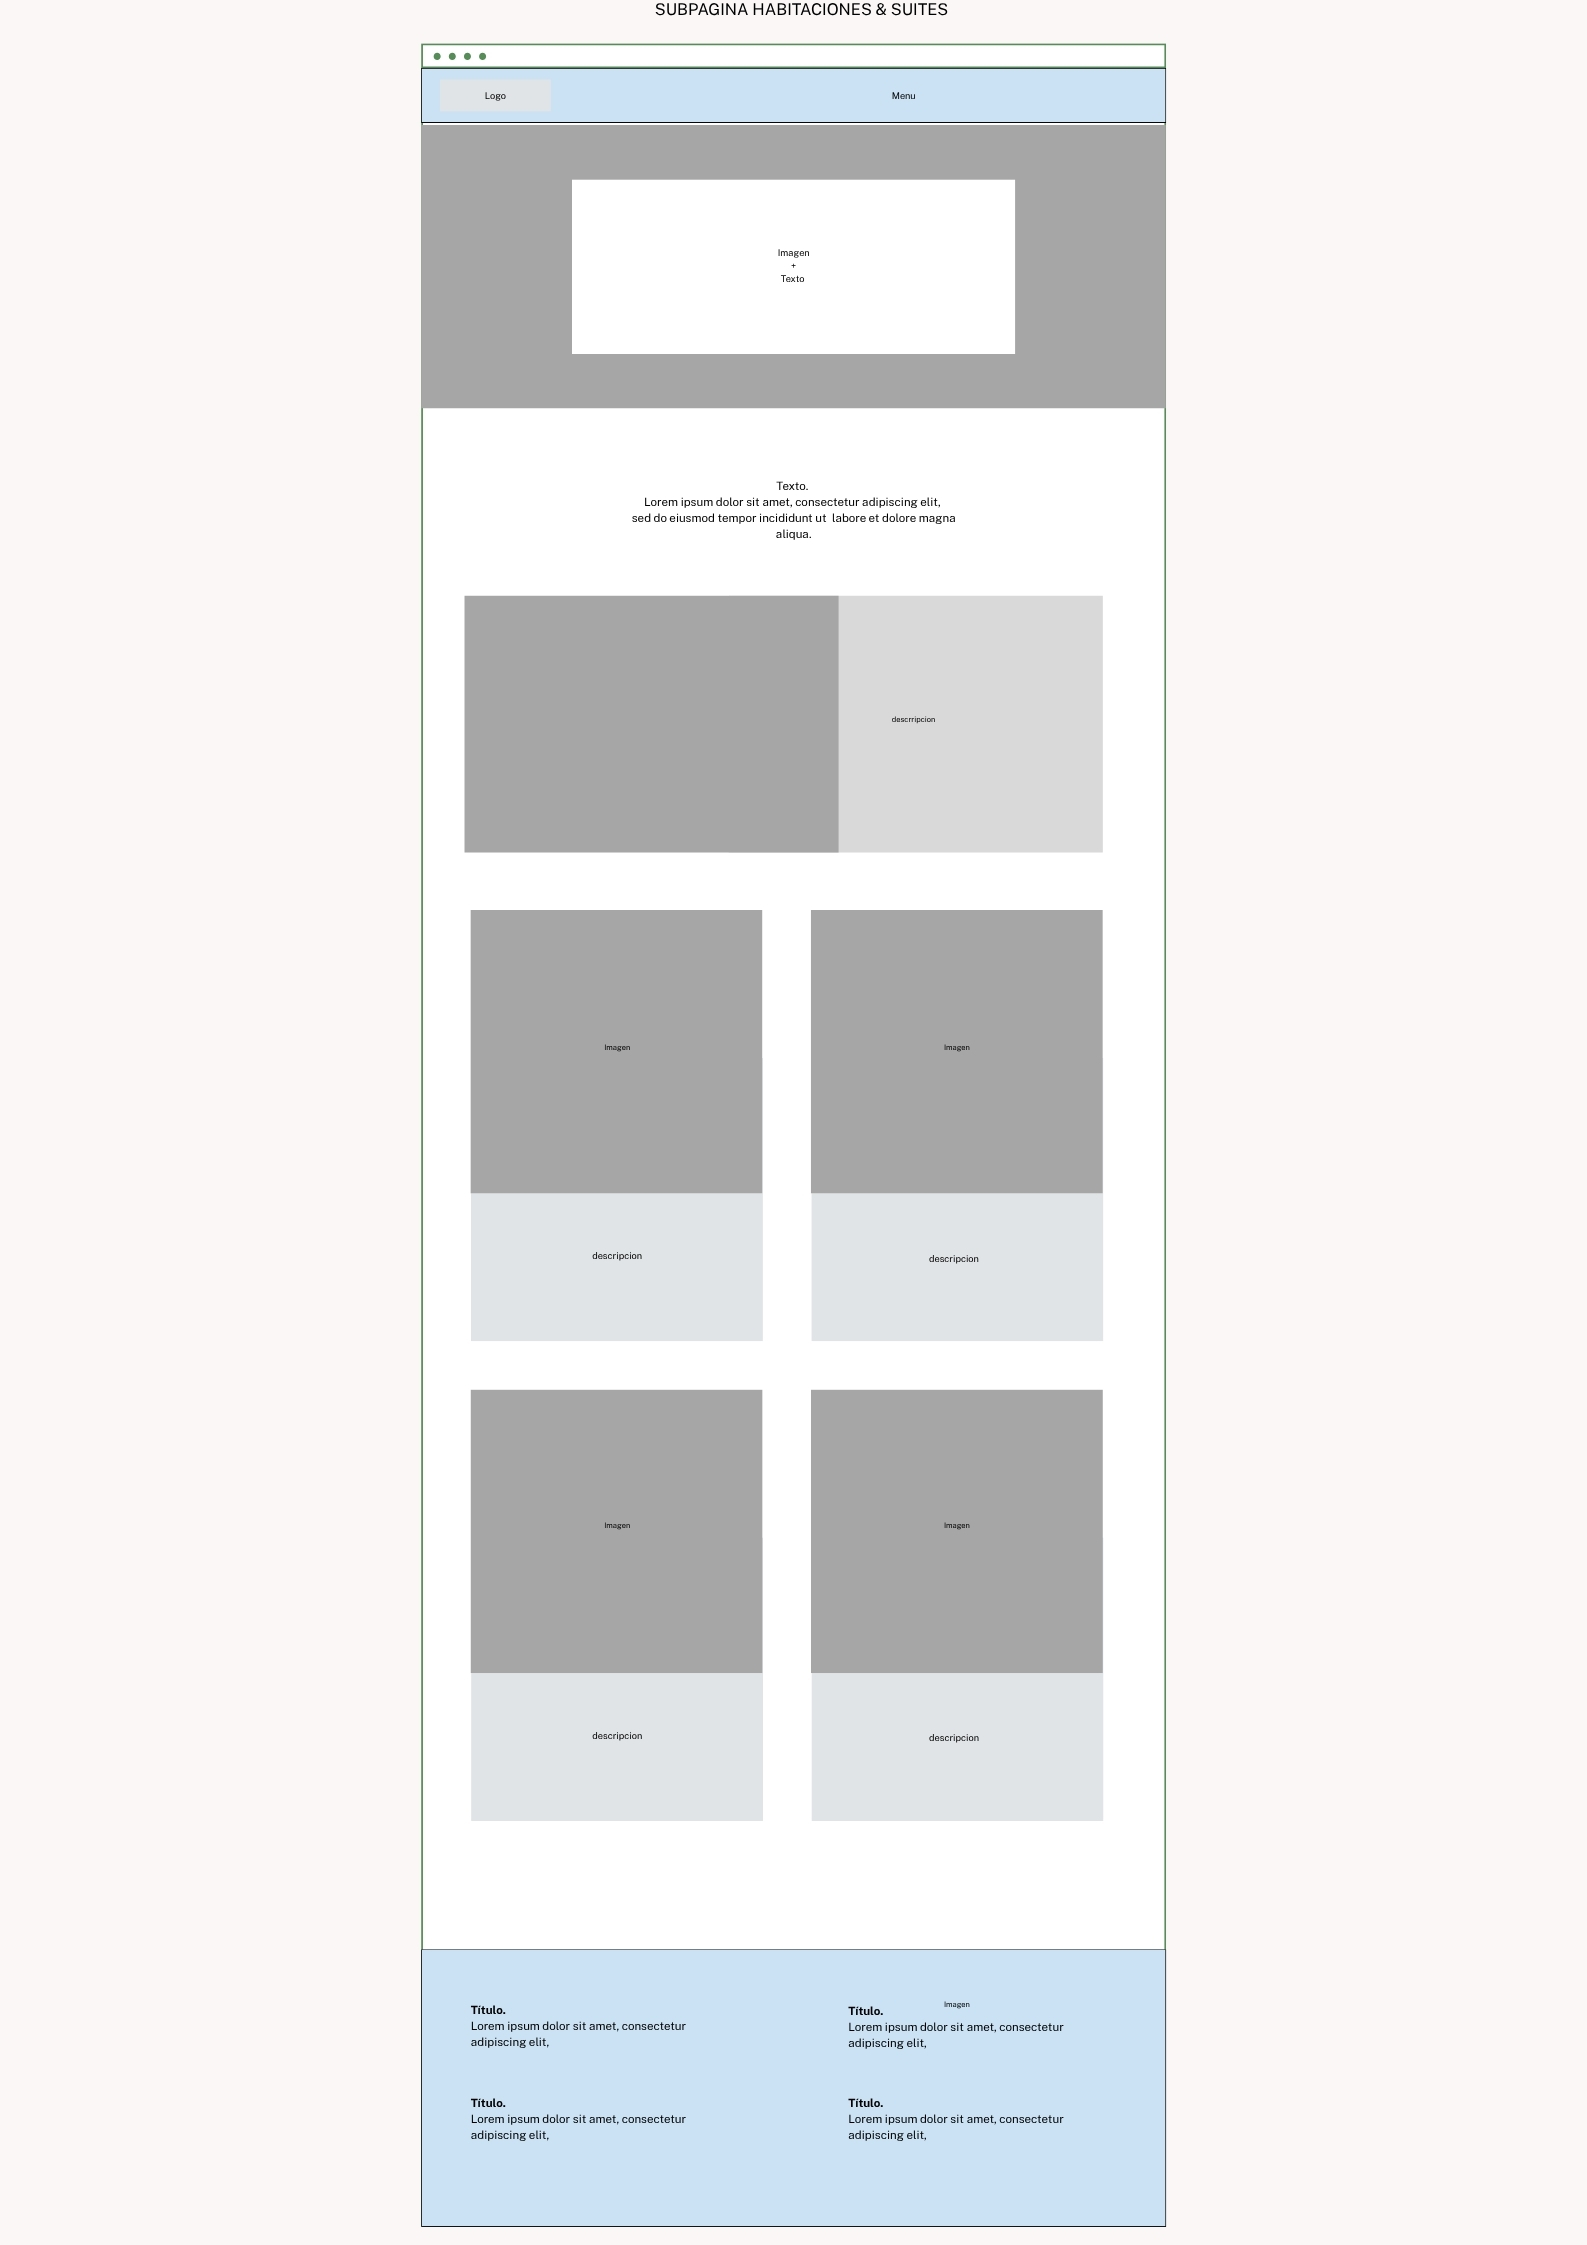 SUBPAGINA HABITACIONES & SUITES
Logo
Menu
Imagen
+
Texto
Texto.
Lorem ipsum dolor sit amet, consectetur adipiscing elit,
sed do eiusmod tempor incididunt ut  labore et dolore magna
aliqua.
descrripcion
Imagen
Imagen
descripcion
descripcion
Imagen
Imagen
descripcion
descripcion
Título.
Lorem ipsum dolor sit amet, consectetur
adipiscing elit,
Imagen
Título.
Lorem ipsum dolor sit amet, consectetur
adipiscing elit,
Título.
Lorem ipsum dolor sit amet, consectetur
adipiscing elit,
Título.
Lorem ipsum dolor sit amet, consectetur
adipiscing elit,